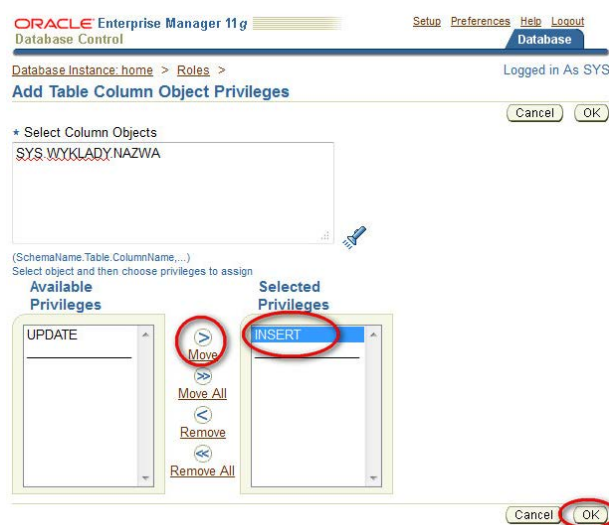 ORACLE Enterprise Manager 11g
Setup Preferences Help Logout
Database Control
Database
Database Instance: home > Roles >
Logged in As SYS
Add Table Column Object Privileges
Cancel OK
* Select Column Objects
SYS.WYKLADY.NAZWA
(SchemaName.Table.ColumnName,...)
Select object and then choose privileges to assign
Available Privileges
Selected Privileges
UPDATE
> Move
>> Move All
< Remove
<< Remove All
INSERT
Cancel OK